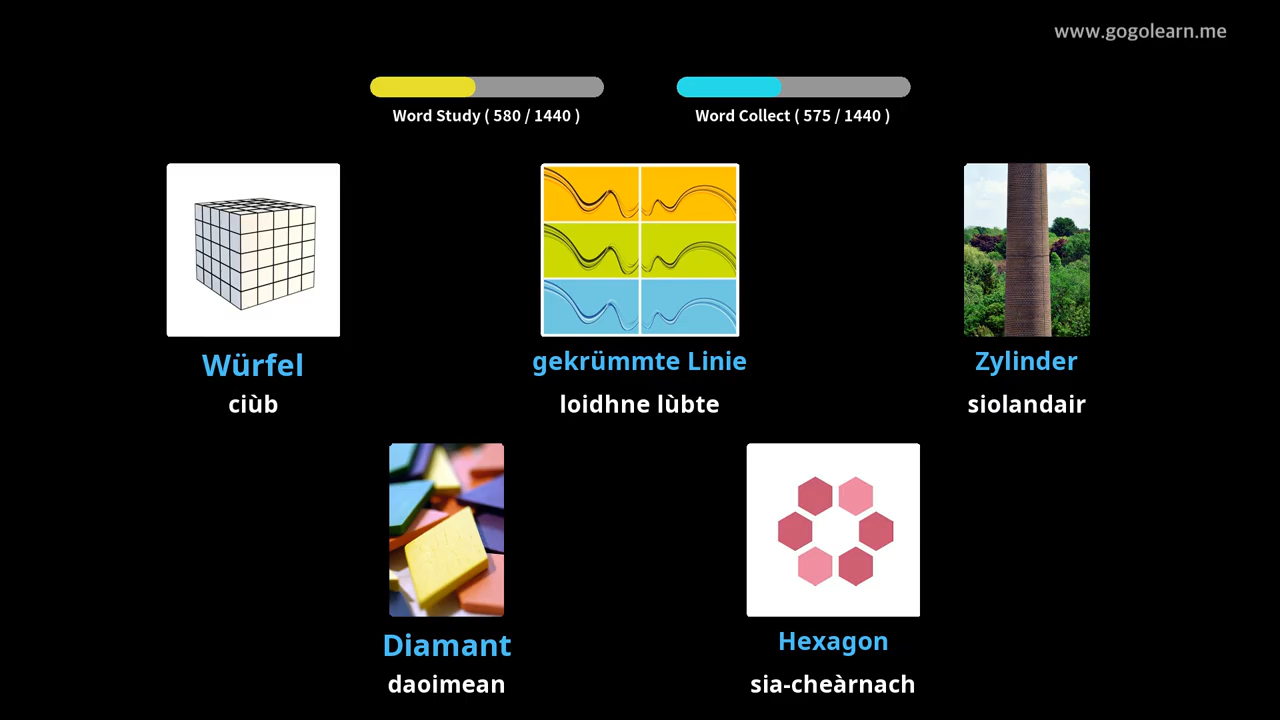 www.gogolearn.me
Word Study ( 580 / 1440 )
Word Collect ( 575 / 1440 )
Würfel
ciùb
gekrümmte Linie
loidhne lùbte
Zylinder
siolandair
Diamant
daoimean
Hexagon
sia-cheàrnach